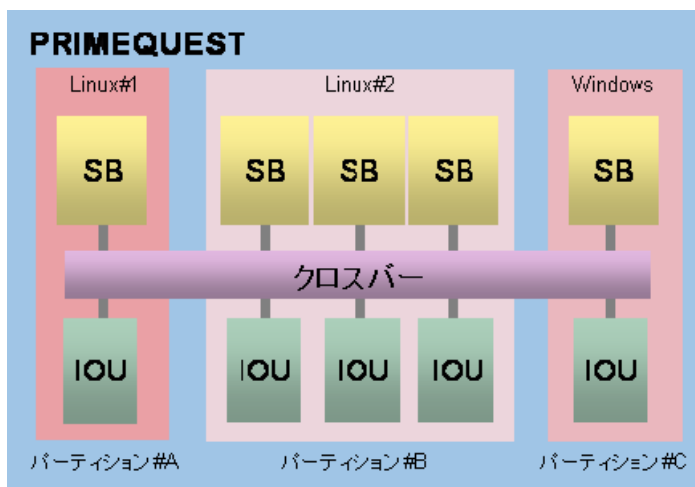 PRIMEQUEST
Linux#1
Linux#2
Windows
SB
SB
SB
SB
SB
クロスバー
IOU
IOU
IOU
IOU
IOU
パーティション#A
パーティション#B
パーティション#C